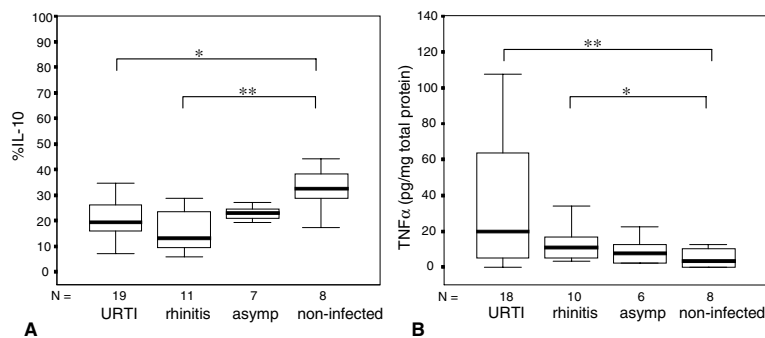 100
90
80
70
60
50
40
30
20
10
0
%IL-10
*
**
N = 19 11 7 8
URTI rhinitis asymp non-infected
A
140
120
100
80
60
40
20
0
TNFα (pg/mg total protein)
**
*
N = 18 10 6 8
URTI rhinitis asymp non-infected
B